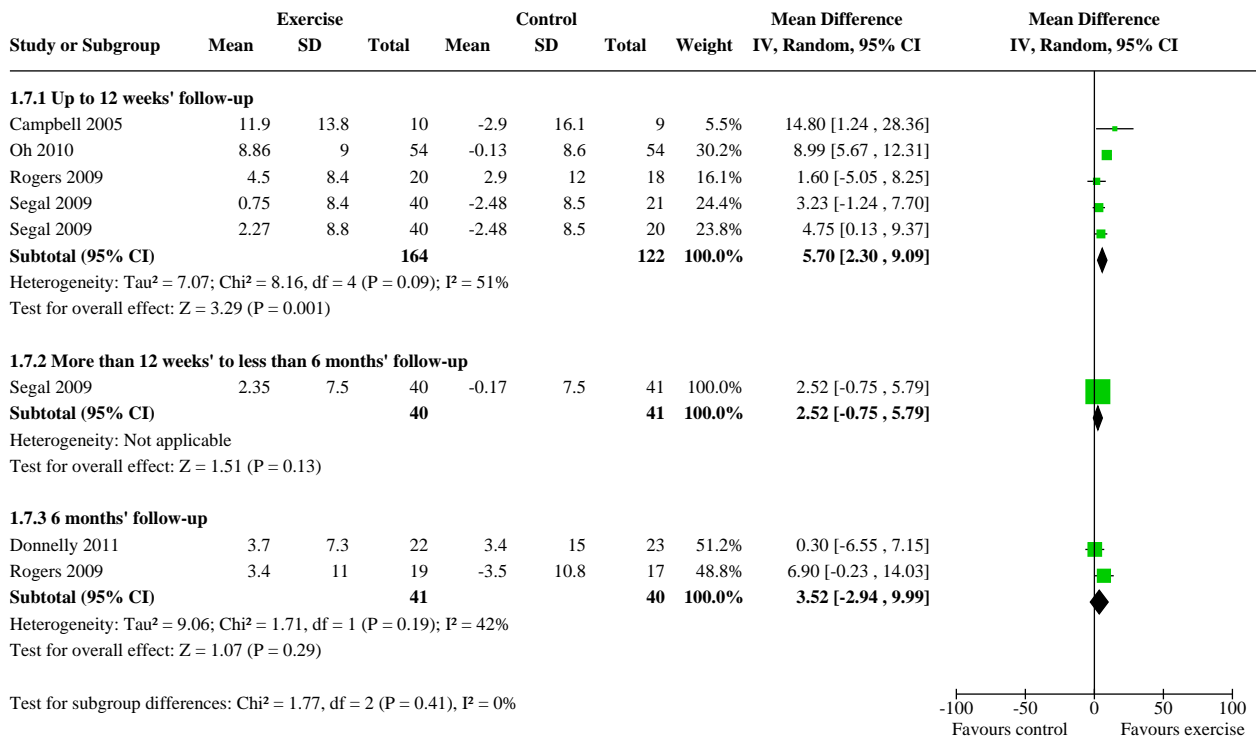 Exercise Control Mean Difference Mean Difference
Study or Subgroup Mean SD Total Mean SD Total Weight IV, Random, 95% CI IV, Random, 95% CI
1.7.1 Up to 12 weeks' follow-up
Campbell 2005 11.9 13.8 10 -2.9 16.1 9 5.5% 14.80 [1.24 , 28.36]
Oh 2010 8.86 9 54 -0.13 8.6 54 30.2% 8.99 [5.67 , 12.31]
Rogers 2009 4.5 8.4 20 2.9 12 18 16.1% 1.60 [-5.05 , 8.25]
Segal 2009 0.75 8.4 40 -2.48 8.5 21 24.4% 3.23 [-1.24 , 7.70]
Segal 2009 2.27 8.8 40 -2.48 8.5 20 23.8% 4.75 [0.13 , 9.37]
Subtotal (95% CI) 164 122 100.0% 5.70 [2.30 , 9.09]
Heterogeneity: Tau² = 7.07; Chi² = 8.16, df = 4 (P = 0.09); I² = 51%
Test for overall effect: Z = 3.29 (P = 0.001)
1.7.2 More than 12 weeks' to less than 6 months' follow-up
Segal 2009 2.35 7.5 40 -0.17 7.5 41 100.0% 2.52 [-0.75 , 5.79]
Subtotal (95% CI) 40 41 100.0% 2.52 [-0.75 , 5.79]
Heterogeneity: Not applicable
Test for overall effect: Z = 1.51 (P = 0.13)
1.7.3 6 months' follow-up
Donnelly 2011 3.7 7.3 22 3.4 15 23 51.2% 0.30 [-6.55 , 7.15]
Rogers 2009 3.4 11 19 -3.5 10.8 17 48.8% 6.90 [-0.23 , 14.03]
Subtotal (95% CI) 41 40 100.0% 3.52 [-2.94 , 9.99]
Heterogeneity: Tau² = 9.06; Chi² = 1.71, df = 1 (P = 0.19); I² = 42%
Test for overall effect: Z = 1.07 (P = 0.29)
Test for subgroup differences: Chi² = 1.77, df = 2 (P = 0.41), I² = 0%
-100 -50 0 50 100
Favours control Favours exercise